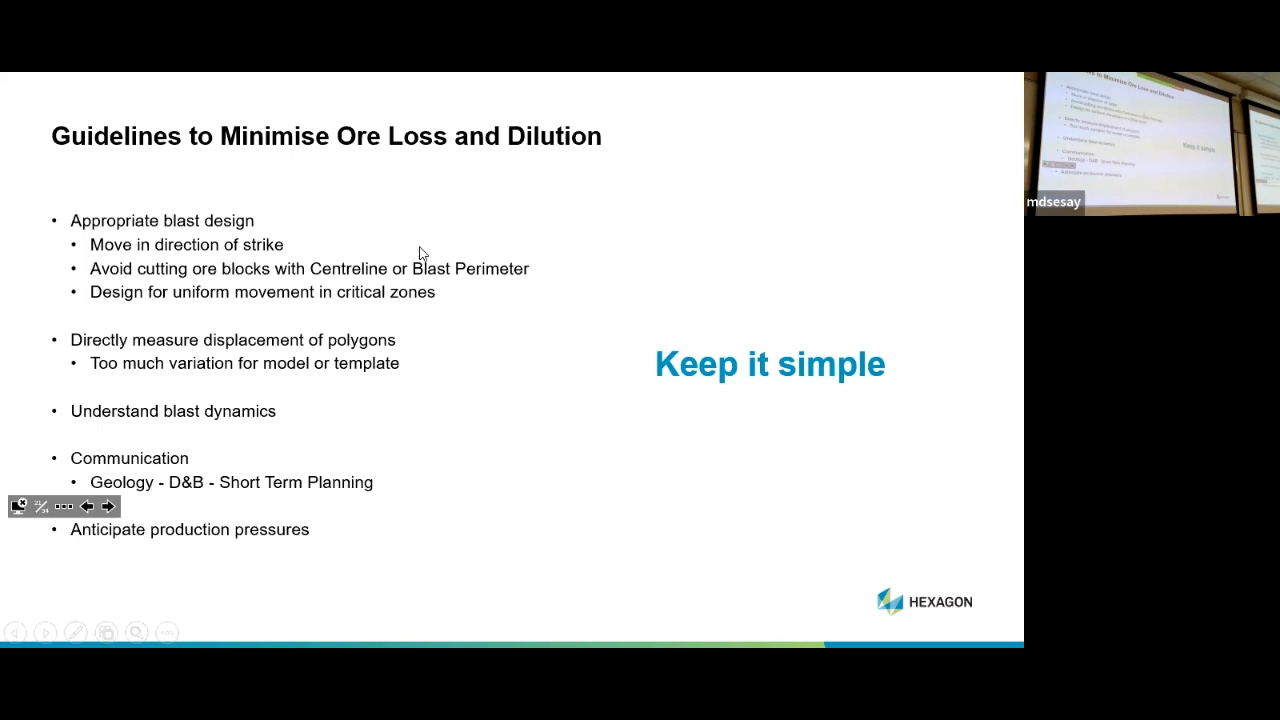 Guidelines to Minimise Ore Loss and Dilution
• Appropriate blast design
• Move in direction of strike
• Avoid cutting ore blocks with Centreline or Blast Perimeter
• Design for uniform movement in critical zones
• Directly measure displacement of polygons
• Too much variation for model or template
• Understand blast dynamics
• Communication
• Geology - D&B - Short Term Planning
• Anticipate production pressures
Keep it simple
HEXAGON
mdsesay